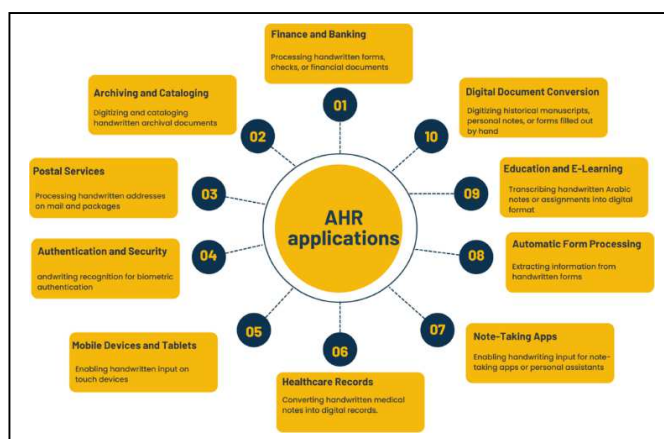 Finance and Banking
Processing handwritten forms,
checks, or financial documents
01
Archiving and Cataloging
Digitizing and cataloging
handwritten archival documents
02
Postal Services
Processing handwritten addresses
on mail and packages
03
Authentication and Security
andwriting recognition for biometric
authentication
04
Mobile Devices and Tablets
Enabling handwritten input on
touch devices
05
Healthcare Records
Converting handwritten medical
notes into digital records.
06
Note-Taking Apps
Enabling handwriting input for note-
taking apps or personal assistants
07
Automatic Form Processing
Extracting information from
handwritten forms
08
Education and E-Learning
Transcribing handwritten Arabic
notes or assignments into digital
format
09
Digital Document Conversion
Digitizing historical manuscripts,
personal notes, or forms filled out
by hand
10
AHR
applications